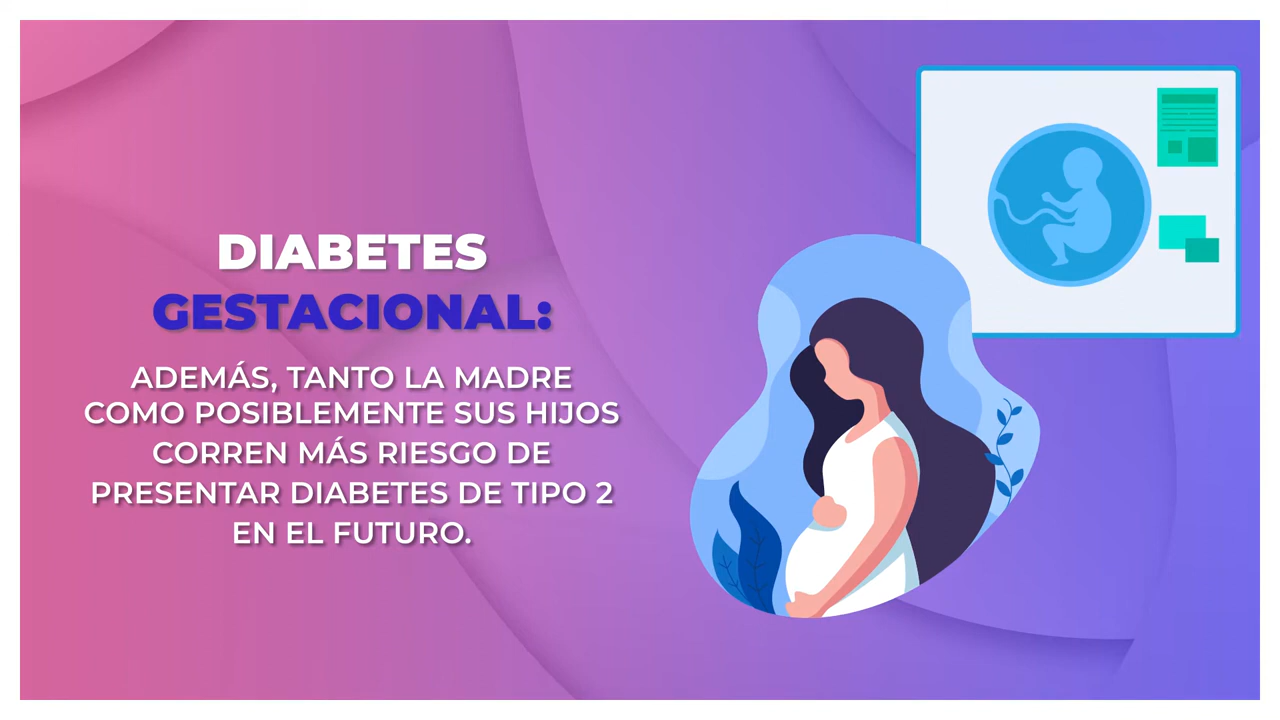 DIABETES
GESTACIONAL:
ADEMÁS, TANTO LA MADRE
COMO POSIBLEMENTE SUS HIJOS
CORREN MÁS RIESGO DE
PRESENTAR DIABETES DE TIPO 2
EN EL FUTURO.